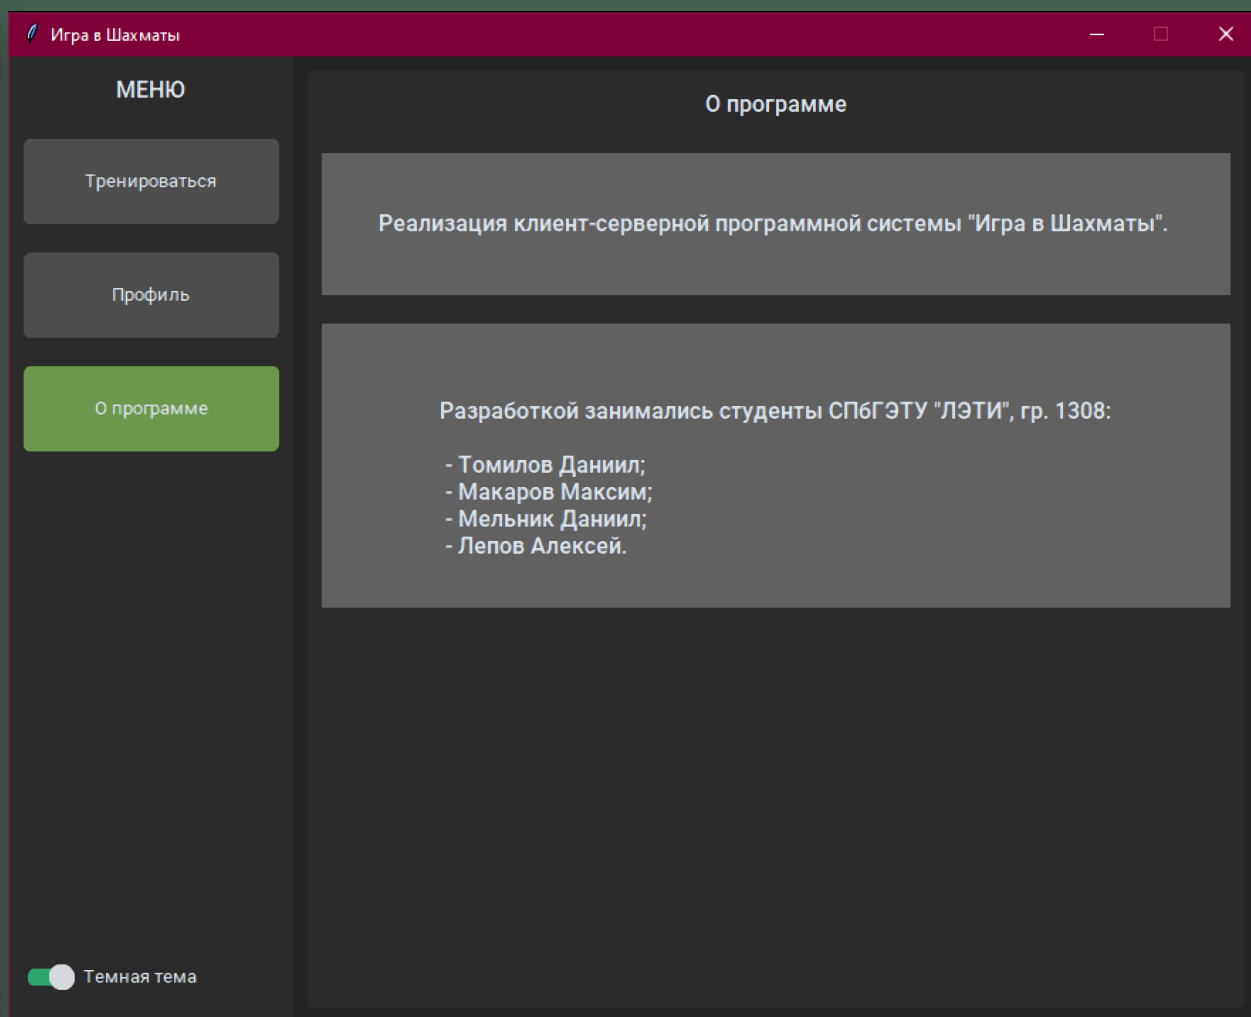 Игра в Шахматы
МЕНЮ
Тренироваться
Профиль
О программе
Темная тема
О программе
Реализация клиент-серверной программной системы "Игра в Шахматы".
Разработкой занимались студенты СПбГЭТУ "ЛЭТИ", гр. 1308:
- Томилов Даниил;
- Макаров Максим;
- Мельник Даниил;
- Лепов Алексей.